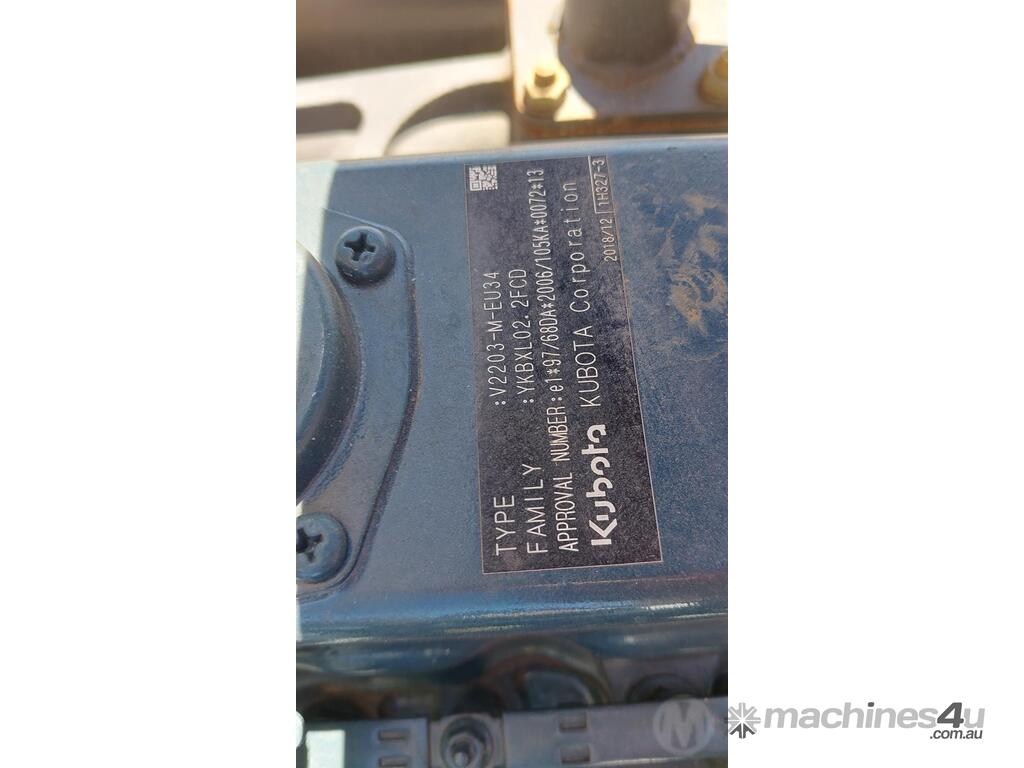 TYPE :V2203-M-EU34
FAMILY :YKBXL02.2FCD
APPROVAL NUMBER:e1*97/68DA*2006/105KA*0072*13
Kubota KUBOTA Corporation
2018/12 1H327-3
M machines4u
.com.au